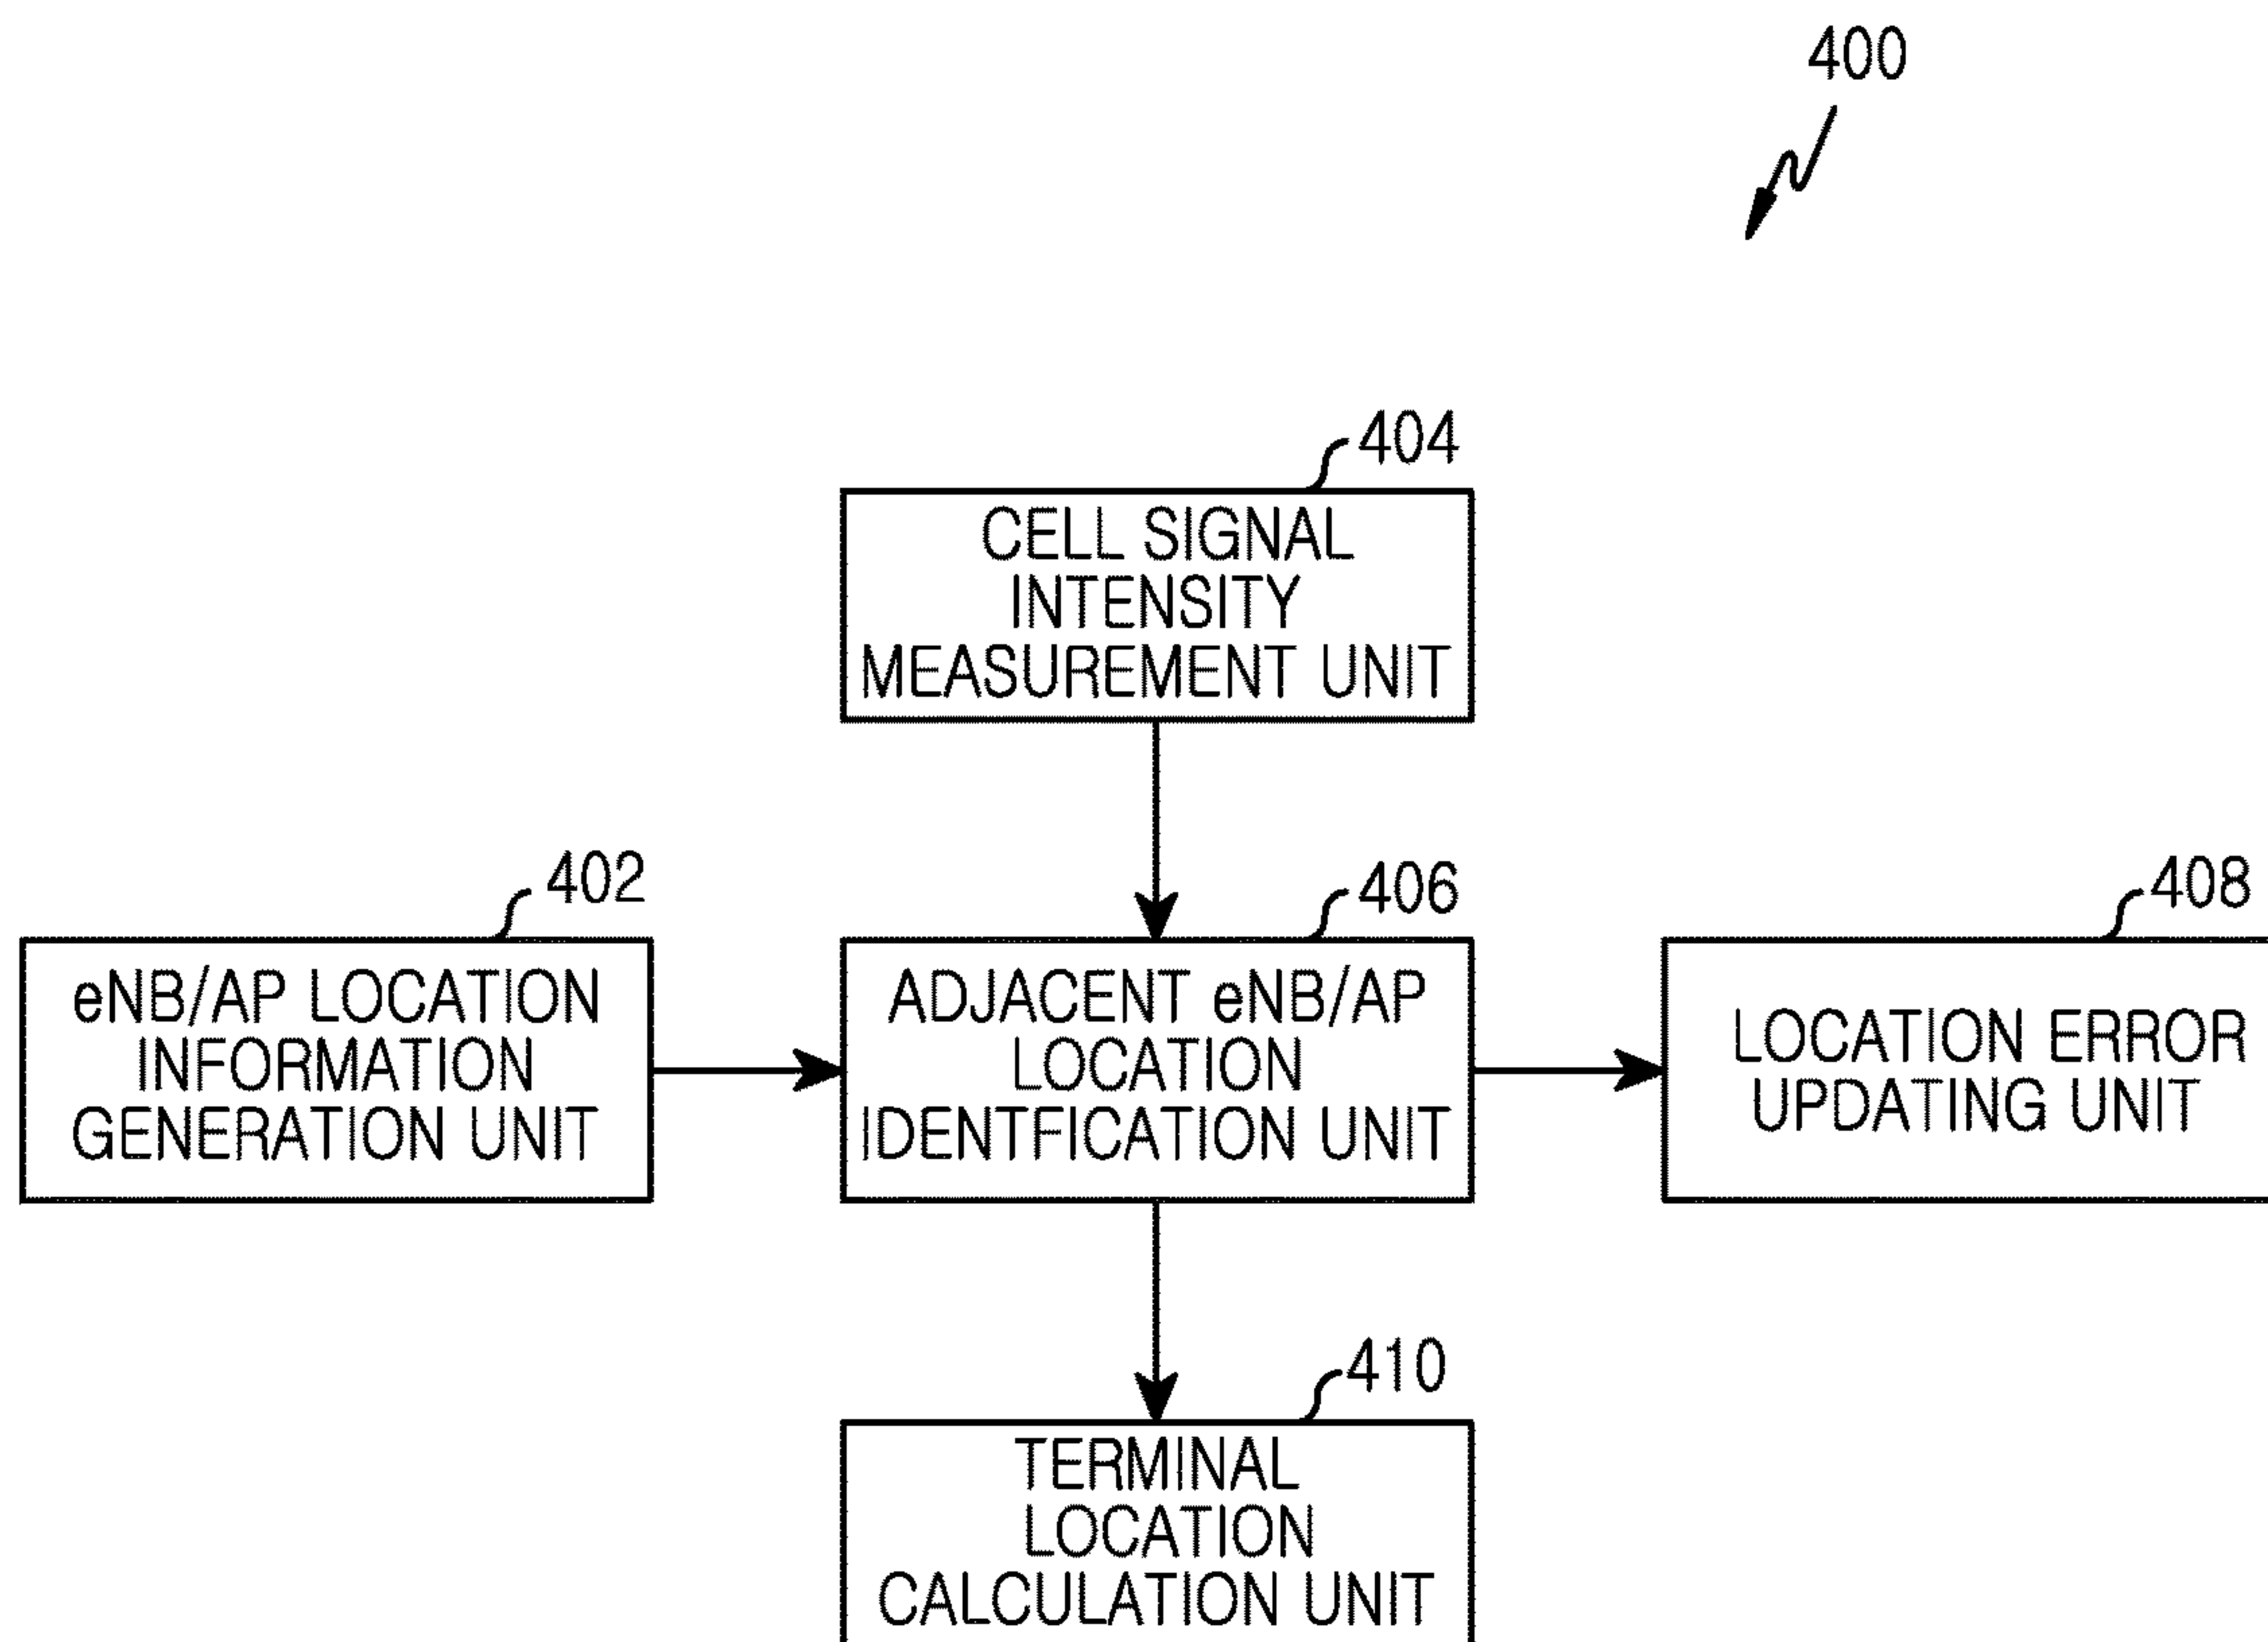 400
404
CELL SIGNAL
INTENSITY
MEASUREMENT UNIT
402
eNB/AP LOCATION
INFORMATION
GENERATION UNIT
406
ADJACENT eNB/AP
LOCATION
IDENTFICATION UNIT
408
LOCATION ERROR
UPDATING UNIT
410
TERMINAL
LOCATION
CALCULATION UNIT